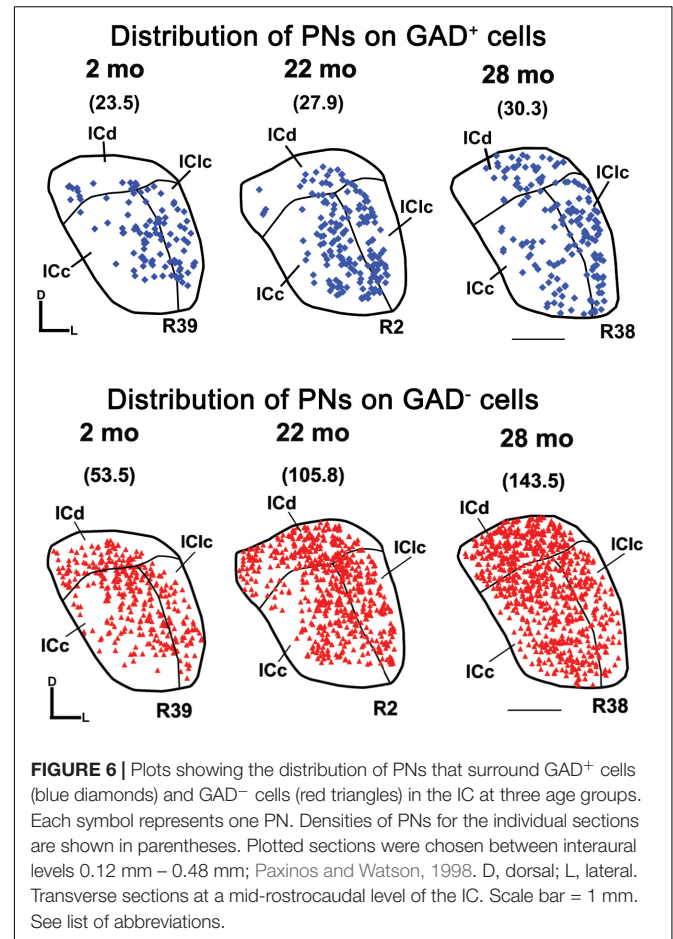 Distribution of PNs on GAD⁺ cells
2 mo 22 mo 28 mo
(23.5) (27.9) (30.3)
ICd ICd ICd
IClc IClc IClc
ICc ICc ICc
D
L
R39 R2 R38
Distribution of PNs on GAD⁻ cells
2 mo 22 mo 28 mo
(53.5) (105.8) (143.5)
ICd ICd ICd
IClc IClc IClc
ICc ICc ICc
D
L
R39 R2 R38
FIGURE 6 | Plots showing the distribution of PNs that surround GAD⁺ cells
(blue diamonds) and GAD⁻ cells (red triangles) in the IC at three age groups.
Each symbol represents one PN. Densities of PNs for the individual sections
are shown in parentheses. Plotted sections were chosen between interaural
levels 0.12 mm – 0.48 mm; Paxinos and Watson, 1998. D, dorsal; L, lateral.
Transverse sections at a mid-rostrocaudal level of the IC. Scale bar = 1 mm.
See list of abbreviations.